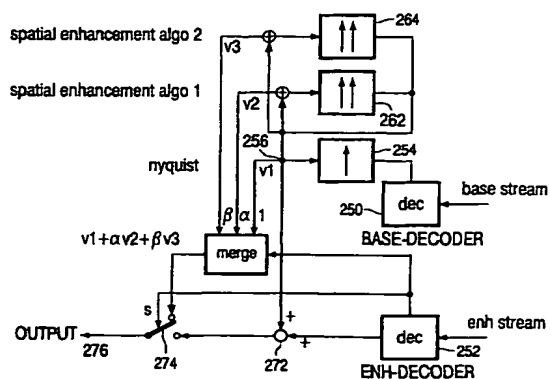 spatial enhancement algo 2
v3
264
spatial enhancement algo 1
v2
262
256
254
nyquist
v1
base stream
250
dec
β α 1
BASE-DECODER
v1+αv2+βv3
merge
s
+
enh stream
OUTPUT
+
dec
276
274
272
252
ENH-DECODER